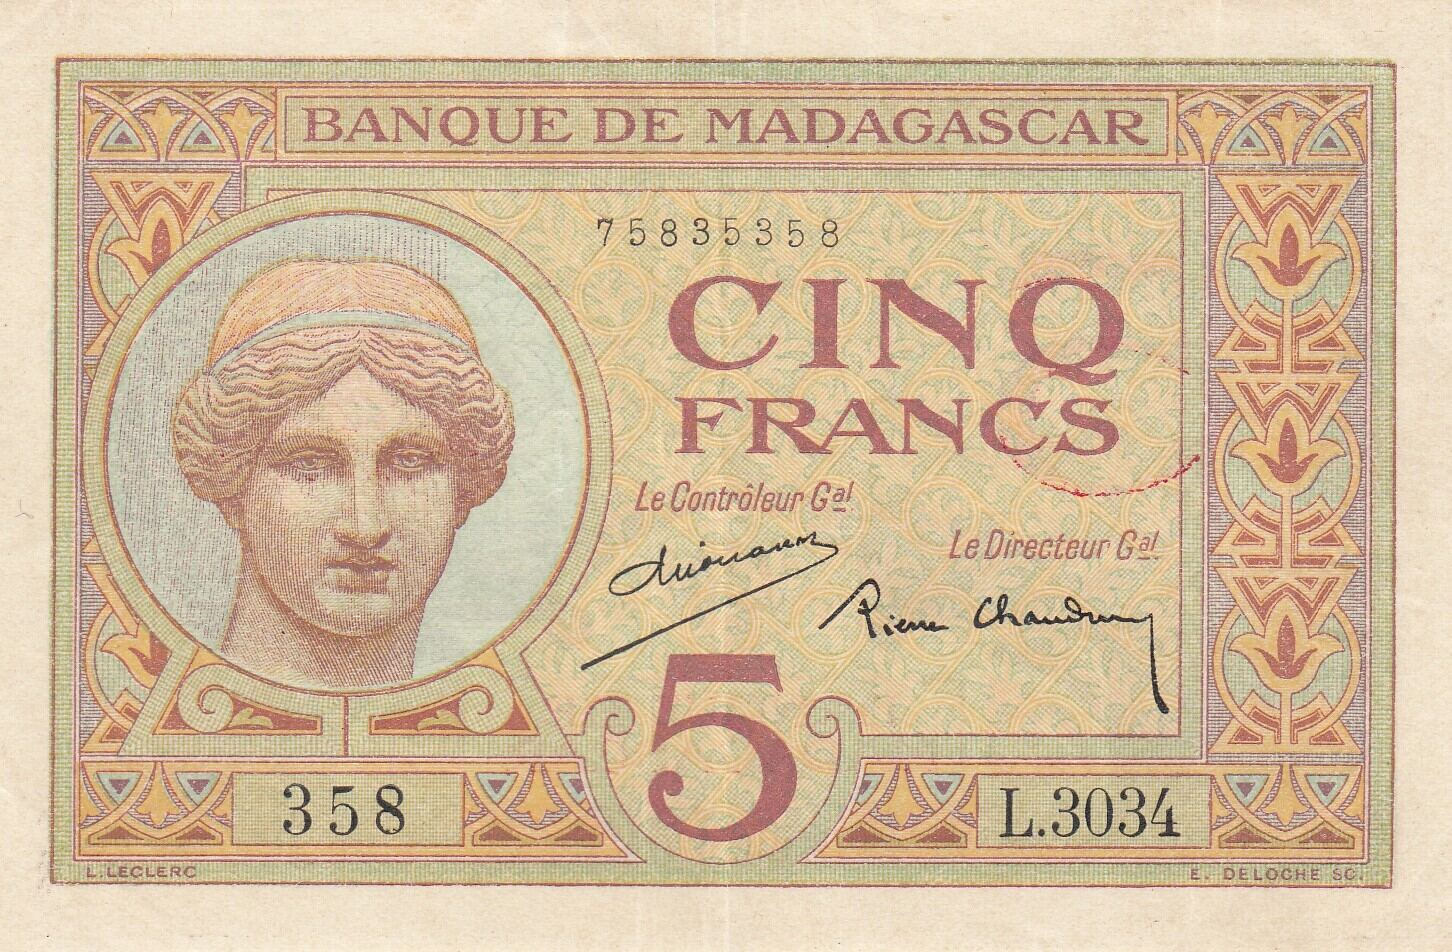 BANQUE DE MADAGASCAR
75835358
CINQ
FRANCS
Le Contrôleur Gal
Le Directeur Gal
Pierre Chaudun
5
358
L.3034
L.LECLERC
E. DELOCHE SC.